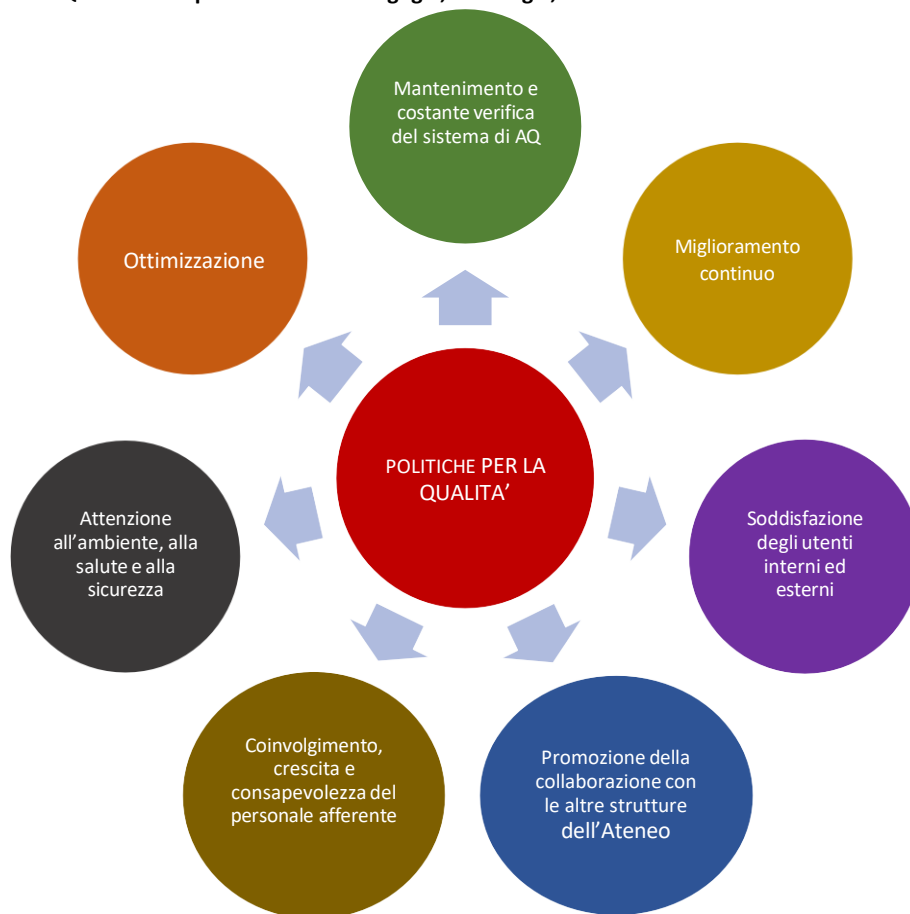 Mantenimento e
costante verifica
del sistema di AQ
Miglioramento
continuo
Soddisfazione
degli utenti
interni ed
esterni
Promozione della
collaborazione con
le altre strutture
dell’Ateneo
Coinvolgimento,
crescita e
consapevolezza del
personale afferente
Attenzione
all’ambiente, alla
salute e alla
sicurezza
Ottimizzazione
POLITICHE PER LA
QUALITA’